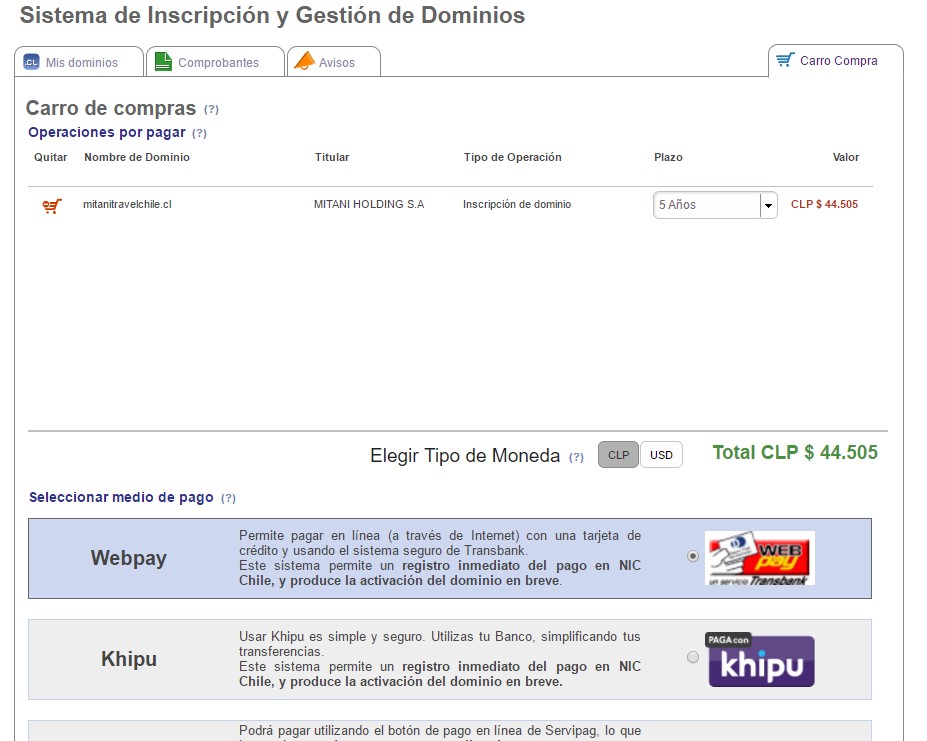 Sistema de Inscripción y Gestión de Dominios
.CL Mis dominios Comprobantes Avisos Carro Compra
Carro de compras (?)
Operaciones por pagar (?)
Quitar Nombre de Dominio Titular Tipo de Operación Plazo Valor
mitanitravelchile.cl MITANI HOLDING S.A Inscripción de dominio 5 Años CLP $ 44.505
Elegir Tipo de Moneda (?) CLP USD Total CLP $ 44.505
Seleccionar medio de pago (?)
Webpay
Permite pagar en línea (a través de Internet) con una tarjeta de
crédito y usando el sistema seguro de Transbank.
Este sistema permite un registro inmediato del pago en NIC
Chile, y produce la activación del dominio en breve.
WEB
pay
un servicio Transbank
Khipu
Usar Khipu es simple y seguro. Utilizas tu Banco, simplificando tus
transferencias.
Este sistema permite un registro inmediato del pago en NIC
Chile, y produce la activación del dominio en breve.
PAGA con
khipu
Podrá pagar utilizando el botón de pago en línea de Servipag, lo que